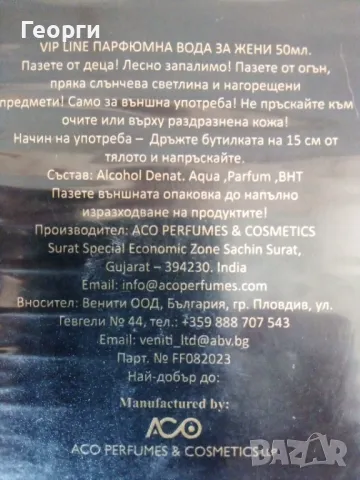 Георги
VIP LINE ПАРФЮМНА ВОДА ЗА ЖЕНИ 50мл.
Пазете от деца! Лесно запалимо! Пазете от огън,
пряка слънчева светлина и нагорещени
предмети! Само за външна употреба! Не пръскайте към
очите или върху раздразнена кожа!
Начин на употреба – Дръжте бутилката на 15 см от
тялото и напръскайте.
Състав: Alcohol Denat. Aqua ,Parfum ,BHT
Пазете външната опаковка до напълно
изразходване на продуктите!
Производител: ACO PERFUMES & COSMETICS
Surat Special Economic Zone Sachin Surat,
Gujarat – 394230. India
Email: info@acoperfumes.com
Вносител: Венити ООД, България, гр. Пловдив, ул.
Гевгели № 44, тел.: +359 888 707 543
Email: veniti_ltd@abv.bg
Парт. № FF082023
Най-добър до:
Manufactured by:
ACO
ACO PERFUMES & COSMETICS LLP
bazar.bg